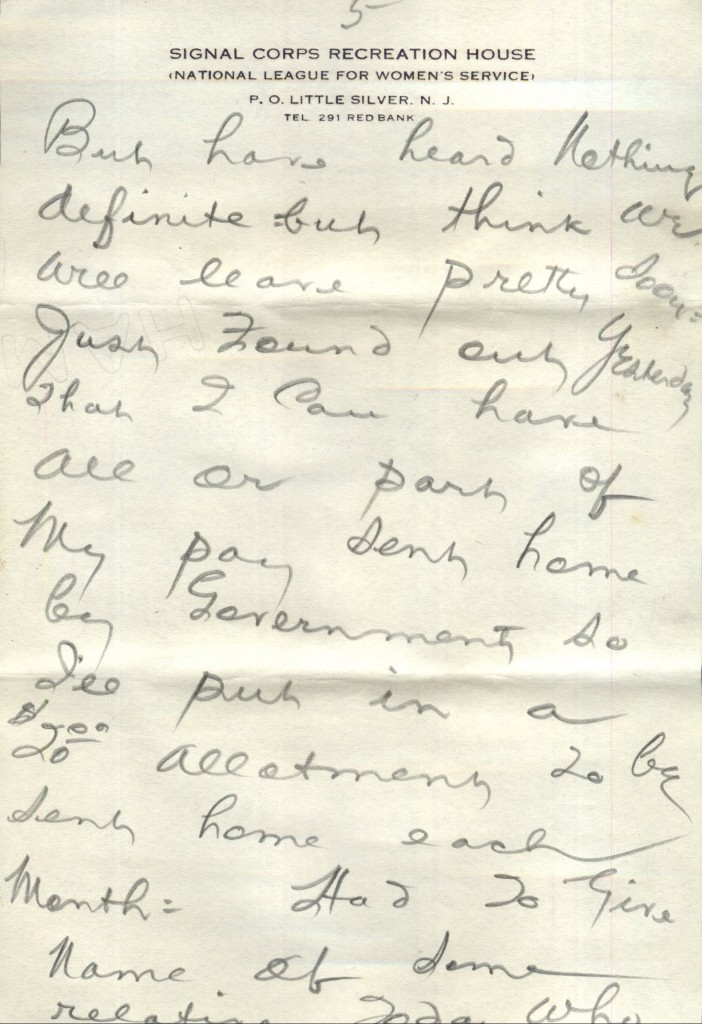 5
SIGNAL CORPS RECREATION HOUSE
(NATIONAL LEAGUE FOR WOMEN'S SERVICE)
P. O. LITTLE SILVER. N. J.
TEL. 291 RED BANK
But have heard Nothing
definite = but think we
will leave pretty soon =
Just Found out Yesterday
that I can have
all or part of
My pay sent home
by Government so
I'll put in a
$20.00 allotment to be
sent home each
Month = Had to Give
Name of some
relative who